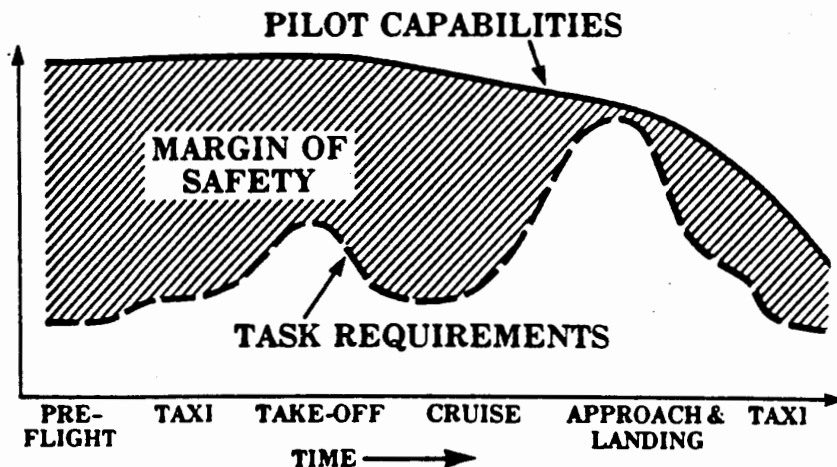 PILOT CAPABILITIES
MARGIN OF
SAFETY
TASK REQUIREMENTS
PRE-
FLIGHT
TAXI
TAKE-OFF
CRUISE
APPROACH &
LANDING
TAXI
TIME